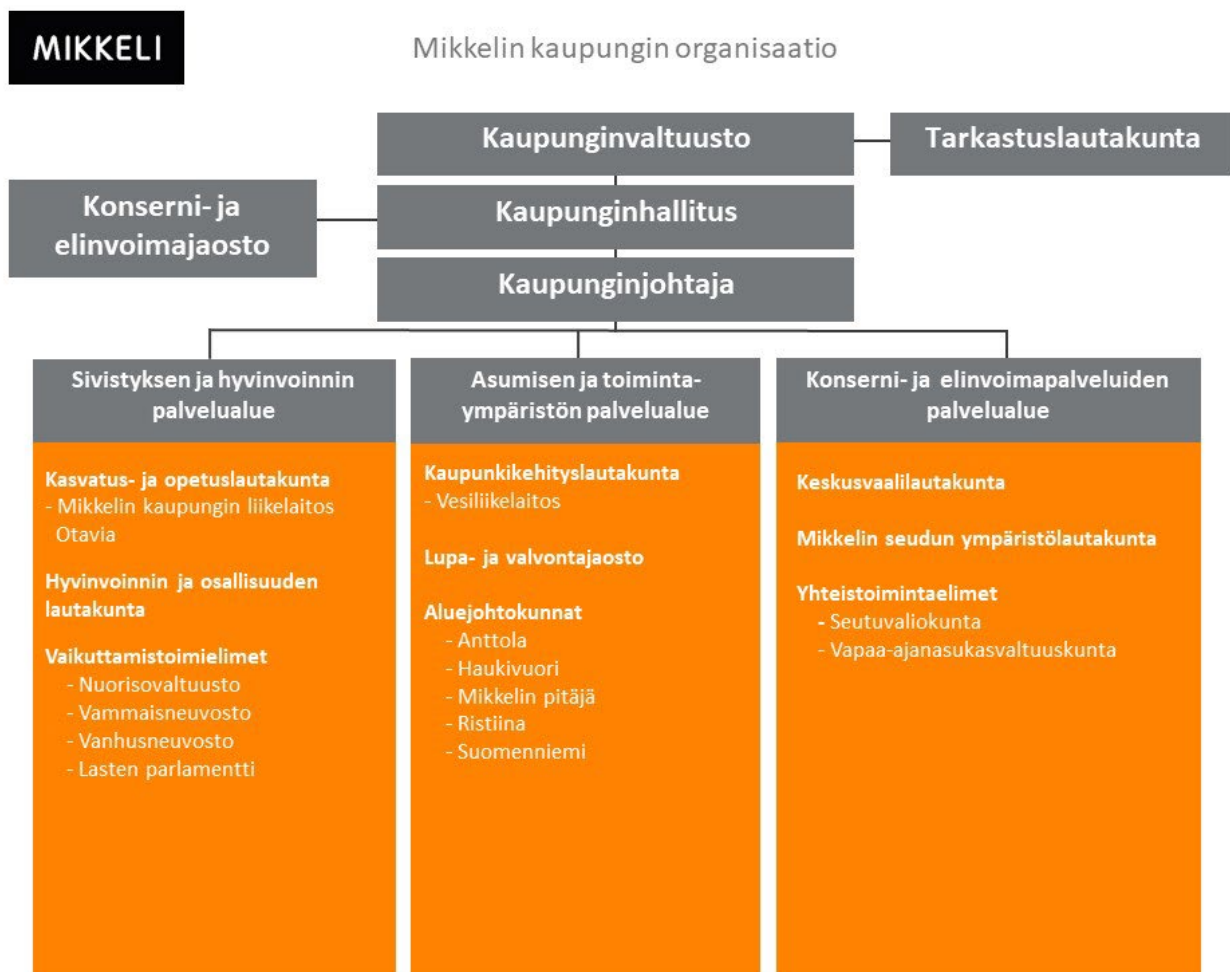 MIKKELI
Mikkelin kaupungin organisaatio
Kaupunginvaltuusto
Tarkastuslautakunta
Konserni- ja
elinvoimajaosto
Kaupunginhallitus
Kaupunginjohtaja
Sivistyksen ja hyvinvoinnin
palvelualue
Kasvatus- ja opetuslautakunta
- Mikkelin kaupungin liikelaitos
Otavia
Hyvinvoinnin ja osallisuuden
lautakunta
Vaikuttamistoimielimet
- Nuorisovaltuusto
- Vammaisneuvosto
- Vanhusneuvosto
- Lasten parlamentti
Asumisen ja toiminta-
ympäristön palvelualue
Kaupunkikehityslautakunta
- Vesiliikelaitos
Lupa- ja valvontajaosto
Aluejohtokunnat
- Anttola
- Haukivuori
- Mikkelin pitäjä
- Ristiina
- Suomenniemi
Konserni- ja elinvoimapalveluiden
palvelualue
Keskusvaalilautakunta
Mikkelin seudun ympäristölautakunta
Yhteistoimintaelimet
- Seutuvaliokunta
- Vapaa-ajanasukasvaltuuskunta